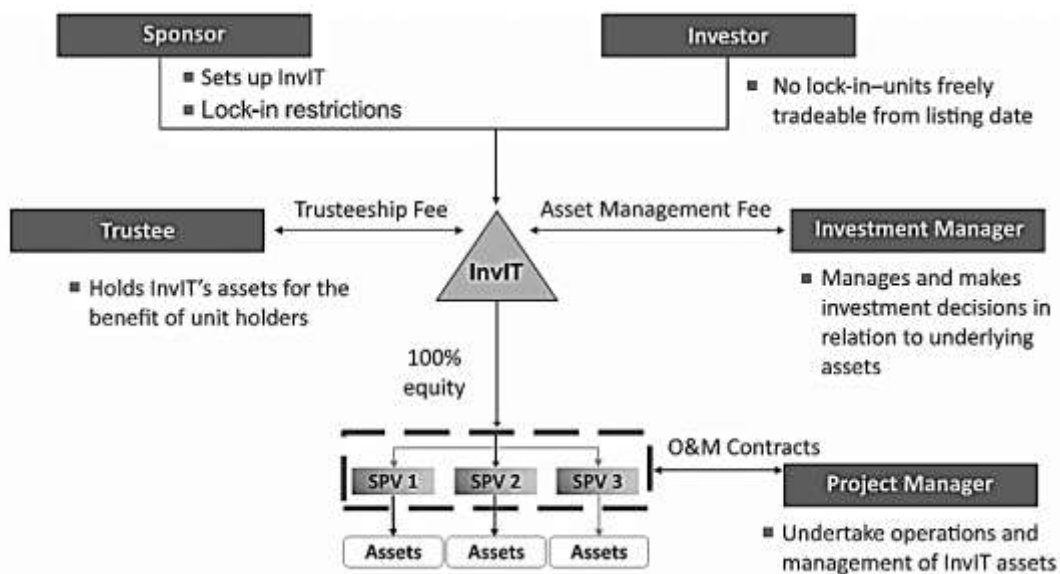 Sponsor
Investor
▪ Sets up InvIT
▪ Lock-in restrictions
▪ No lock-in–units freely
tradeable from listing date
Trusteeship Fee
Asset Management Fee
Trustee
InvIT
Investment Manager
▪ Holds InvIT's assets for the
benefit of unit holders
▪ Manages and makes
investment decisions in
relation to underlying
assets
100%
equity
O&M Contracts
SPV 1
SPV 2
SPV 3
Project Manager
Assets
Assets
Assets
▪ Undertake operations and
management of InvIT assets